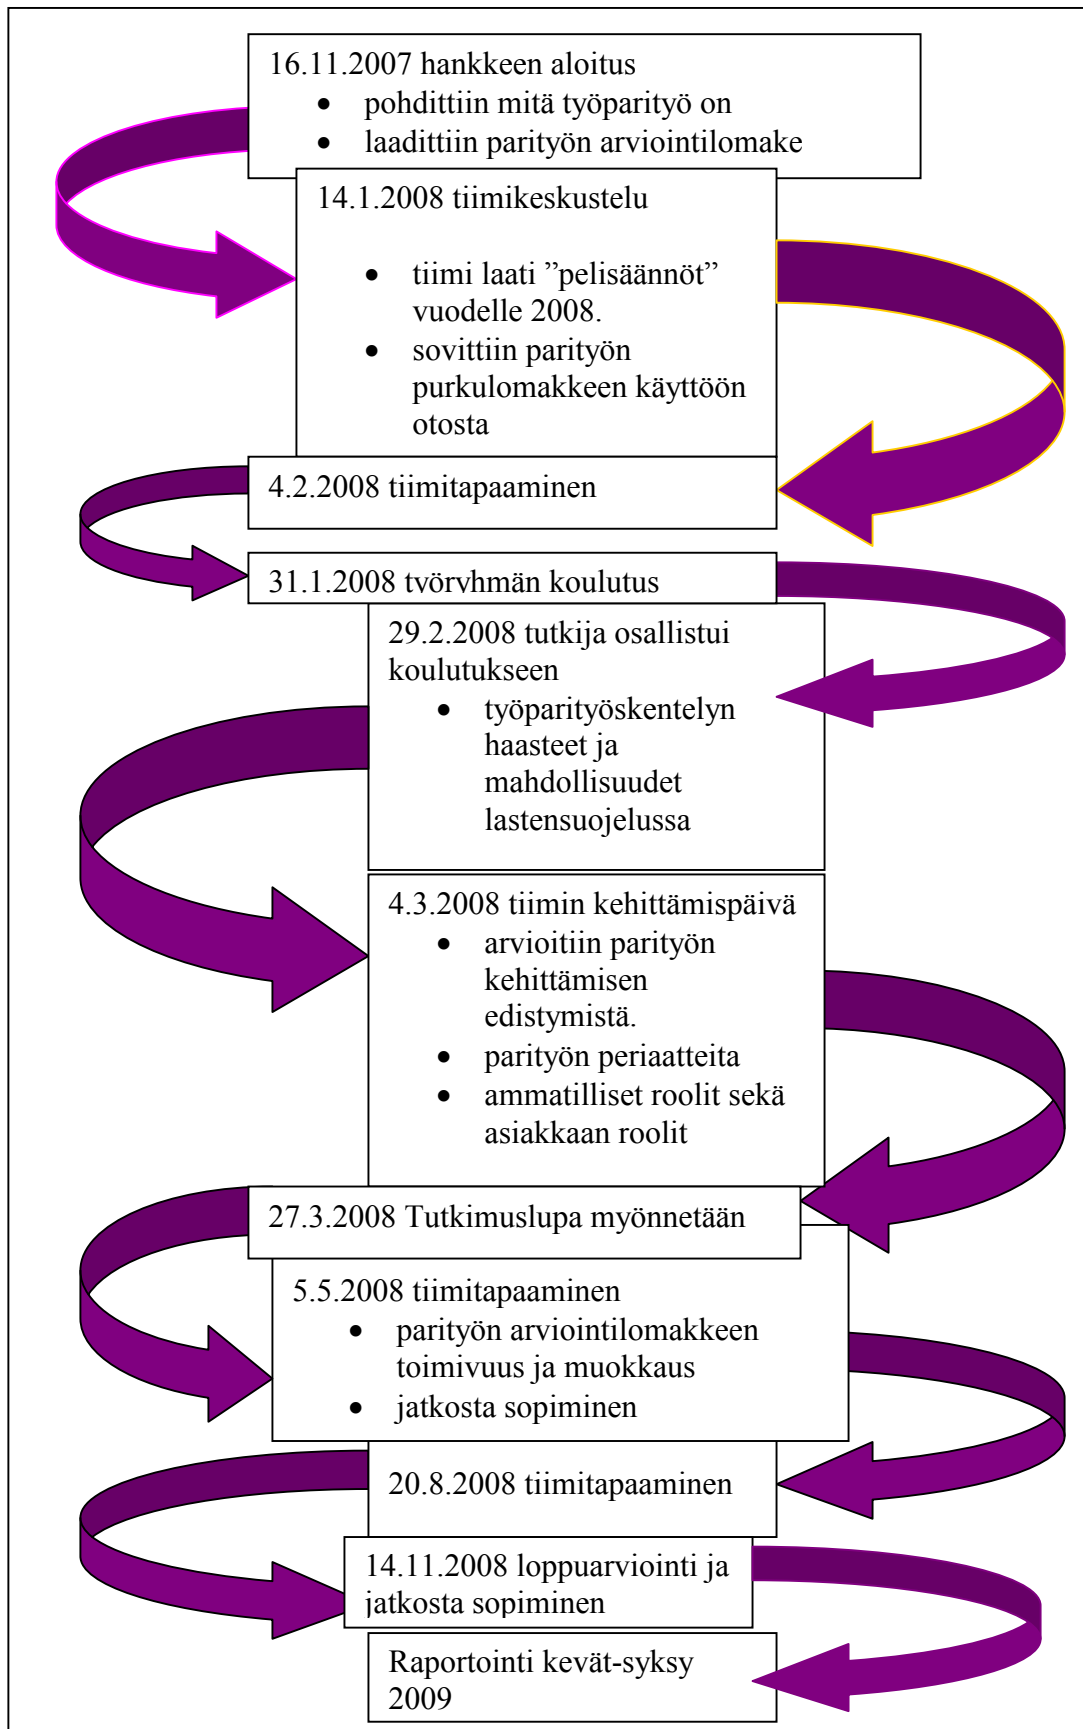 16.11.2007 hankkeen aloitus
• pohdittiin mitä työparityö on
• laadittiin parityön arviointilomake
14.1.2008 tiimikeskustelu
• tiimi laati ”pelisäännöt”
vuodelle 2008.
• sovittiin parityön
purkulomakkeen käyttöön
otosta
4.2.2008 tiimitapaaminen
31.1.2008 työryhmän koulutus
29.2.2008 tutkija osallistui
koulutukseen
• työparityöskentelyn
haasteet ja
mahdollisuudet
lastensuojelussa
4.3.2008 tiimin kehittämispäivä
• arvioitiin parityön
kehittämisen
edistymistä.
• parityön periaatteita
• ammatilliset roolit sekä
asiakkaan roolit
27.3.2008 Tutkimuslupa myönnetään
5.5.2008 tiimitapaaminen
• parityön arviointilomakkeen
toimivuus ja muokkaus
• jatkosta sopiminen
20.8.2008 tiimitapaaminen
14.11.2008 loppuarviointi ja
jatkosta sopiminen
Raportointi kevät-syksy
2009